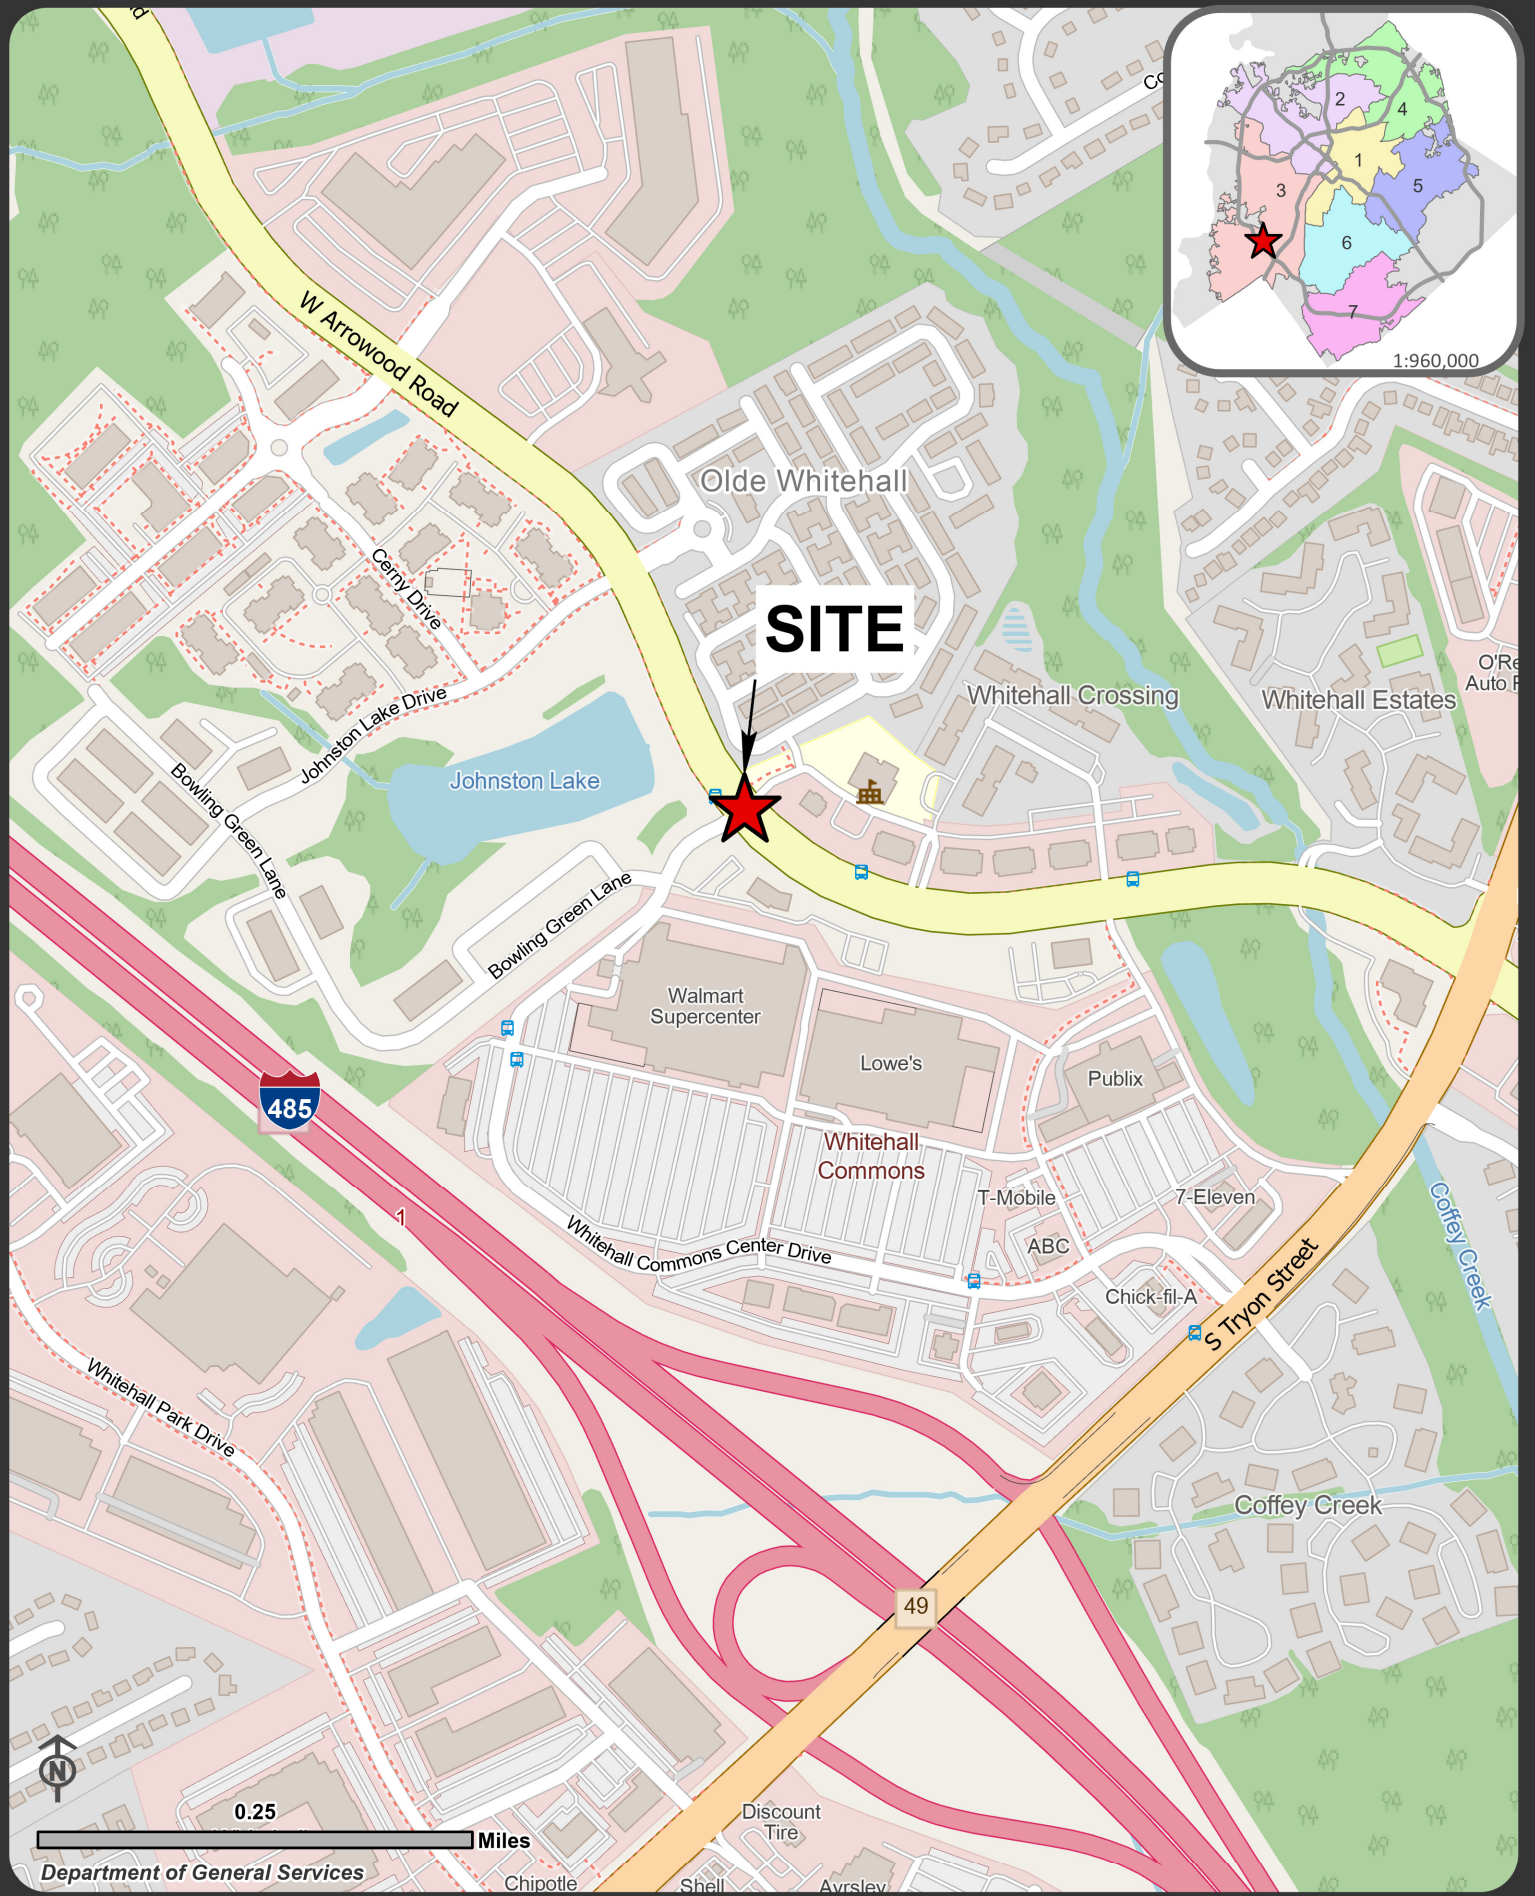 Co
2
4
1
5
3
6
7
1:960,000
W Arrowood Road
Olde Whitehall
Cerny Drive
SITE
O'Re
Auto P
Whitehall Crossing
Whitehall Estates
Johnston Lake Drive
Johnston Lake
Bowling Green Lane
Bowling Green Lane
Walmart
Supercenter
Lowe's
Publix
485
Whitehall
Commons
T-Mobile
7-Eleven
1
ABC
Whitehall Commons Center Drive
Chick-fil-A
Coffey Creek
S Tryon Street
Whitehall Park Drive
Coffey Creek
49
N
0.25
Miles
Discount
Tire
Department of General Services
Chipotle
Shell
Ayrsley